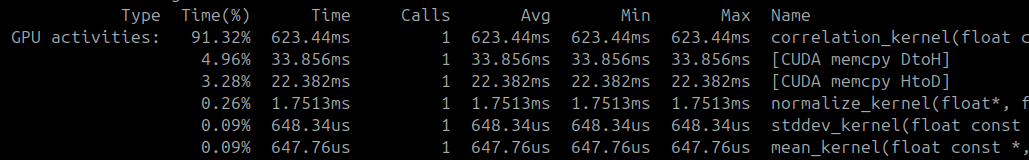 Type Time(%) Time Calls Avg Min Max Name
GPU activities: 91.32% 623.44ms 1 623.44ms 623.44ms 623.44ms correlation_kernel(float c
4.96% 33.856ms 1 33.856ms 33.856ms 33.856ms [CUDA memcpy DtoH]
3.28% 22.382ms 1 22.382ms 22.382ms 22.382ms [CUDA memcpy HtoD]
0.26% 1.7513ms 1 1.7513ms 1.7513ms 1.7513ms normalize_kernel(float*, f
0.09% 648.34us 1 648.34us 648.34us 648.34us stddev_kernel(float const
0.09% 647.76us 1 647.76us 647.76us 647.76us mean_kernel(float const *,